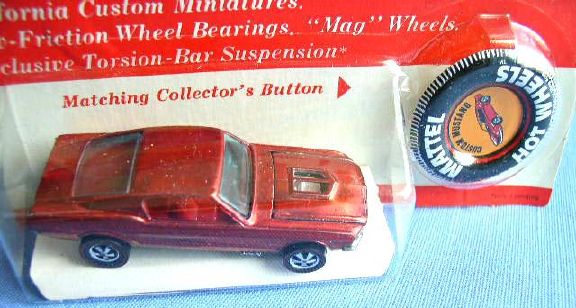 fornia Custom Miniatures.
-Friction Wheel Bearings, "Mag" Wheels.
clusive Torsion-Bar Suspension*
Matching Collector's Button
MATTEL
HOT WHEELS
CUSTOM MUSTANG